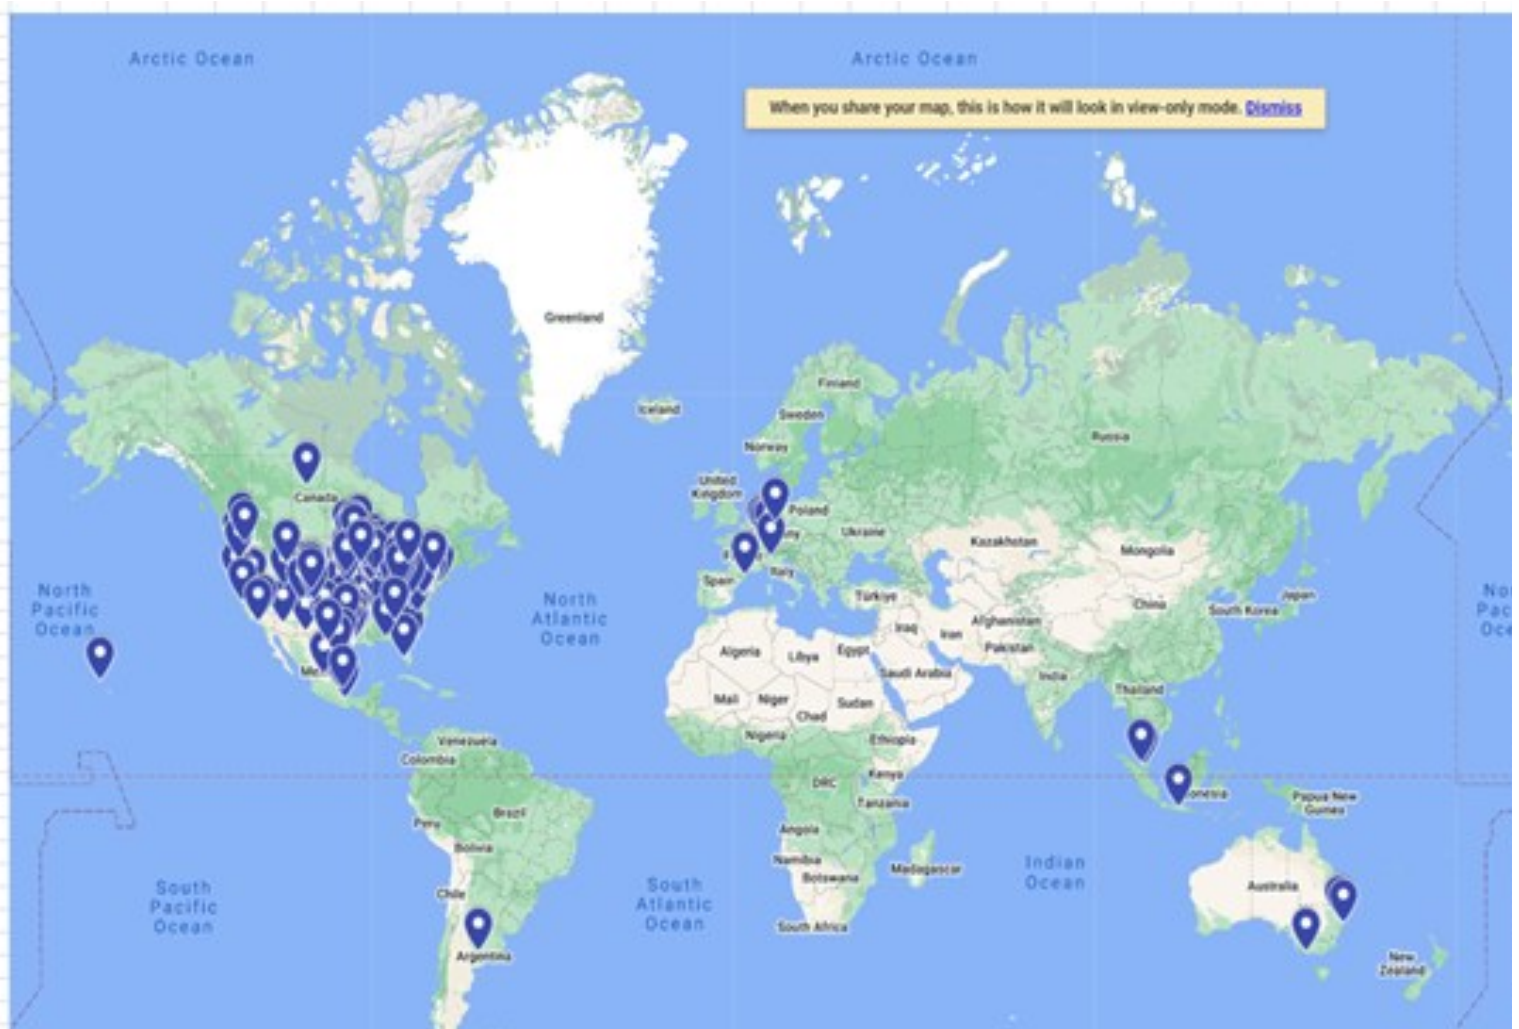 Arctic Ocean
Arctic Ocean
When you share your map, this is how it will look in view-only mode. Dismiss
Greenland
Finland
Iceland
Sweden
Russia
Norway
United
Kingdom
Canada
Poland
Ukraine
Kazakhstan
Mongolia
Italy
Spain
North
Pacific
Ocean
North
Atlantic
Ocean
Türkiye
China
Japan
South Korea
Iraq
Iran
Afghanistan
Pakistan
Algeria
Libya
Egypt
Saudi Arabia
India
Thailand
Mali
Niger
Chad
Sudan
Nigeria
Ethiopia
Venezuela
Colombia
DRC
Kenya
Tanzania
onesia
Papua New
Guinea
Brazil
Peru
Angola
Bolivia
Namibia
Botswana
Madagascar
Indian
Ocean
Australia
Chile
South
Pacific
Ocean
South
Atlantic
Ocean
South Africa
Argentina
New
Zealand